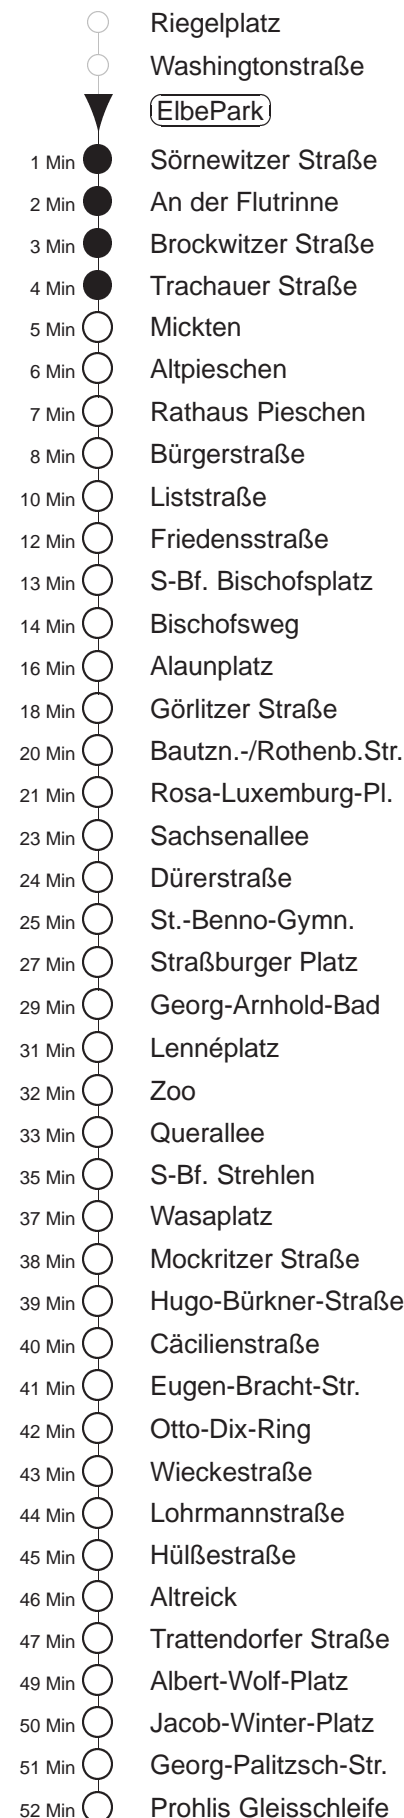 Riegelplatz
Washingtonstraße
ElbePark
1 Min Sörnewitzer Straße
2 Min An der Flutrinne
3 Min Brockwitzer Straße
4 Min Trachauer Straße
5 Min Mickten
6 Min Altpieschen
7 Min Rathaus Pieschen
8 Min Bürgerstraße
10 Min Liststraße
12 Min Friedensstraße
13 Min S-Bf. Bischofsplatz
14 Min Bischofsweg
16 Min Alaunplatz
18 Min Görlitzer Straße
20 Min Bautzn.-/Rothenb.Str.
21 Min Rosa-Luxemburg-Pl.
23 Min Sachsenallee
24 Min Dürerstraße
25 Min St.-Benno-Gymn.
27 Min Straßburger Platz
29 Min Georg-Arnhold-Bad
31 Min Lennéplatz
32 Min Zoo
33 Min Querallee
35 Min S-Bf. Strehlen
37 Min Wasaplatz
38 Min Mockritzer Straße
39 Min Hugo-Bürkner-Straße
40 Min Cäcilienstraße
41 Min Eugen-Bracht-Str.
42 Min Otto-Dix-Ring
43 Min Wieckestraße
44 Min Lohrmannstraße
45 Min Hülßestraße
46 Min Altreick
47 Min Trattendorfer Straße
49 Min Albert-Wolf-Platz
50 Min Jacob-Winter-Platz
51 Min Georg-Palitzsch-Str.
52 Min Prohlis Gleisschleife